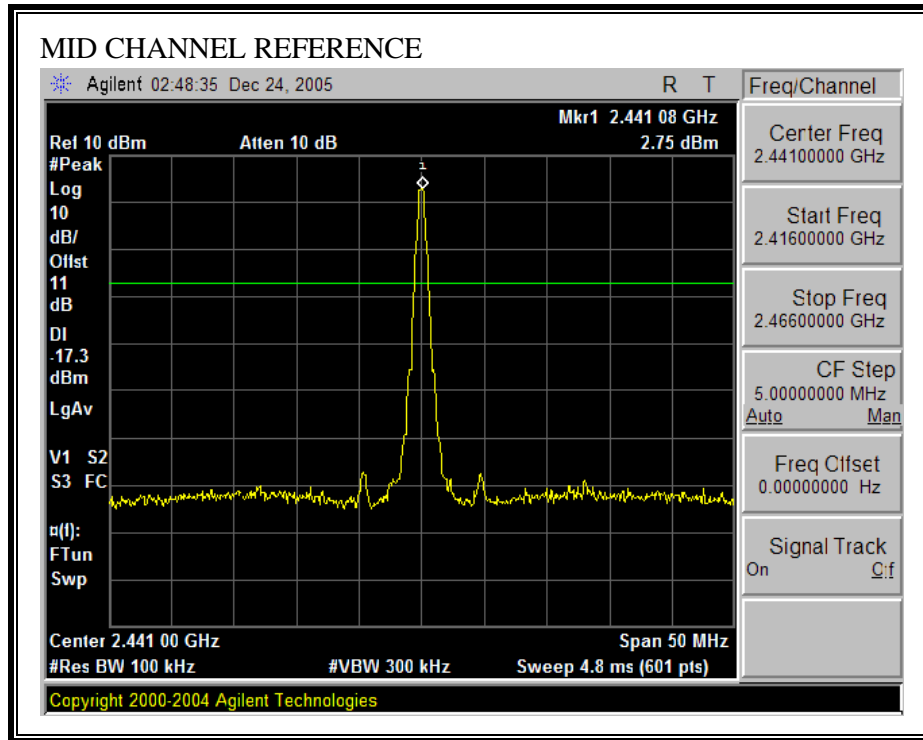 MID CHANNEL REFERENCE
Agilent 02:48:35 Dec 24, 2005 R T
Mkr1 2.441 08 GHz
Ref 10 dBm Atten 10 dB 2.75 dBm
#Peak
1
Log
10
dB/
Offst
11
dB
DI
-17.3
dBm
LgAv
V1 S2
S3 FC
¤(f):
FTun
Swp
Center 2.441 00 GHz Span 50 MHz
#Res BW 100 kHz #VBW 300 kHz Sweep 4.8 ms (601 pts)
Copyright 2000-2004 Agilent Technologies
Freq/Channel
Center Freq
2.44100000 GHz
Start Freq
2.41600000 GHz
Stop Freq
2.46600000 GHz
CF Step
5.00000000 MHz
Auto Man
Freq Offset
0.00000000 Hz
Signal Track
On Off